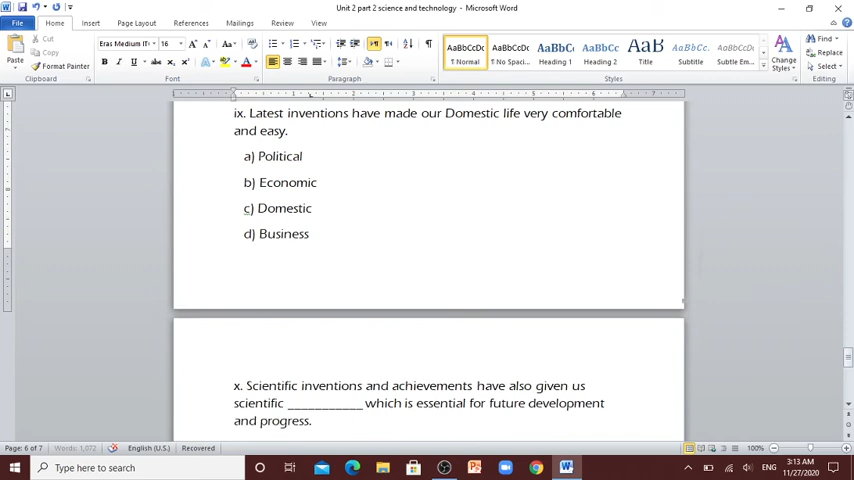 Unit 2 part 2 science and technology - Microsoft Word
File Home Insert Page Layout References Mailings Review View
Cut
Copy
Format Painter
Paste
Eras Medium IT 16
AaBbCcDc AaBbCcDc AaBbCc AaBbCc AaB AaBbCc. AaBbCcDc
¶ Normal ¶ No Spaci... Heading 1 Heading 2 Title Subtitle Subtle Em...
Change Styles
Find
Replace
Select
Clipboard Font Paragraph Styles Editing
ix. Latest inventions have made our Domestic life very comfortable
and easy.
a) Political
b) Economic
c) Domestic
d) Business
x. Scientific inventions and achievements have also given us
scientific ____________ which is essential for future development
and progress.
Page: 6 of 7 Words: 1,072 English (U.S.) Recovered 100%
Type here to search
ENG
3:13 AM
11/27/2020